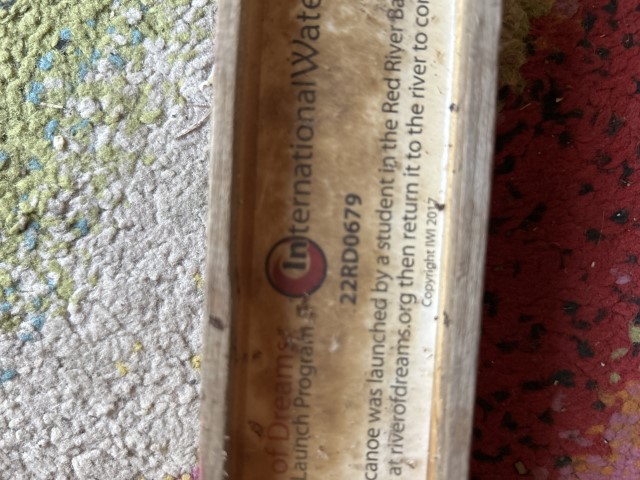 of Dreams
Launch Program
International Wate
22RD0679
canoe was launched by a student in the Red River Ba
at riverofdreams.org then return it to the river to con
Copyright IWI 2017